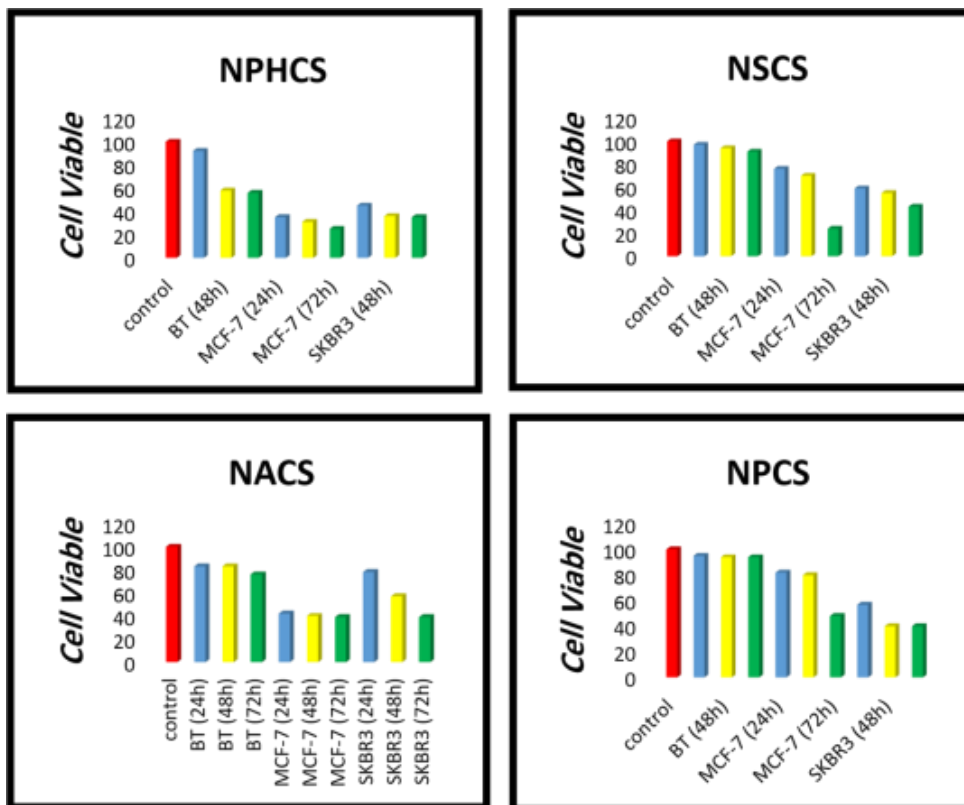 NPHCS
Cell Viable
120
100
80
60
40
20
0
control
BT (48h)
MCF-7 (24h)
MCF-7 (72h)
SKBR3 (48h)
NSCS
Cell Viable
120
100
80
60
40
20
0
control
BT (48h)
MCF-7 (24h)
MCF-7 (72h)
SKBR3 (48h)
NACS
Cell Viable
120
100
80
60
40
20
0
control
BT (24h)
BT (48h)
BT (72h)
MCF-7 (24h)
MCF-7 (48h)
MCF-7 (72h)
SKBR3 (24h)
SKBR3 (48h)
SKBR3 (72h)
NPCS
Cell Viable
120
100
80
60
40
20
0
control
BT (48h)
MCF-7 (24h)
MCF-7 (72h)
SKBR3 (48h)